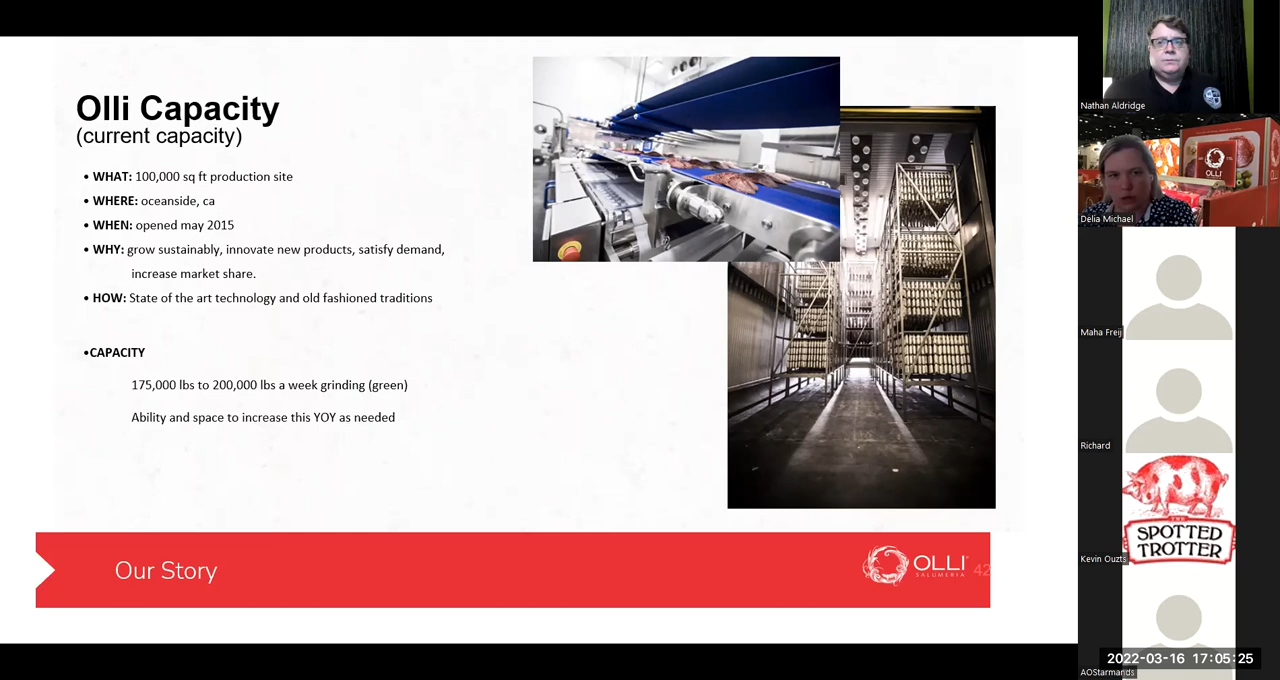 Olli Capacity
(current capacity)
• WHAT: 100,000 sq ft production site
• WHERE: oceanside, ca
• WHEN: opened may 2015
• WHY: grow sustainably, innovate new products, satisfy demand,
increase market share.
• HOW: State of the art technology and old fashioned traditions
•CAPACITY
175,000 lbs to 200,000 lbs a week grinding (green)
Ability and space to increase this YOY as needed
Our Story
OLLI
SALUMERIA
42
Nathan Aldridge
OLLI
Delia Michael
Maha Freij
Richard
THE
SPOTTED
TROTTER
Kevin Ouzts
2022-03-16 17:05:25
AOStarmands